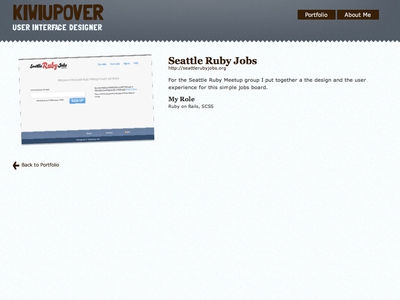 KIWIUPOVER
USER INTERFACE DESIGNER
Portfolio
About Me
Seattle Ruby Jobs
SIGN UP
Seattle Ruby Jobs
http://seattlerubyjobs.org
For the Seattle Ruby Meetup group I put together a the design and the user
experience for this simple jobs board.
My Role
Ruby on Rails, SCSS
Back to Portfolio